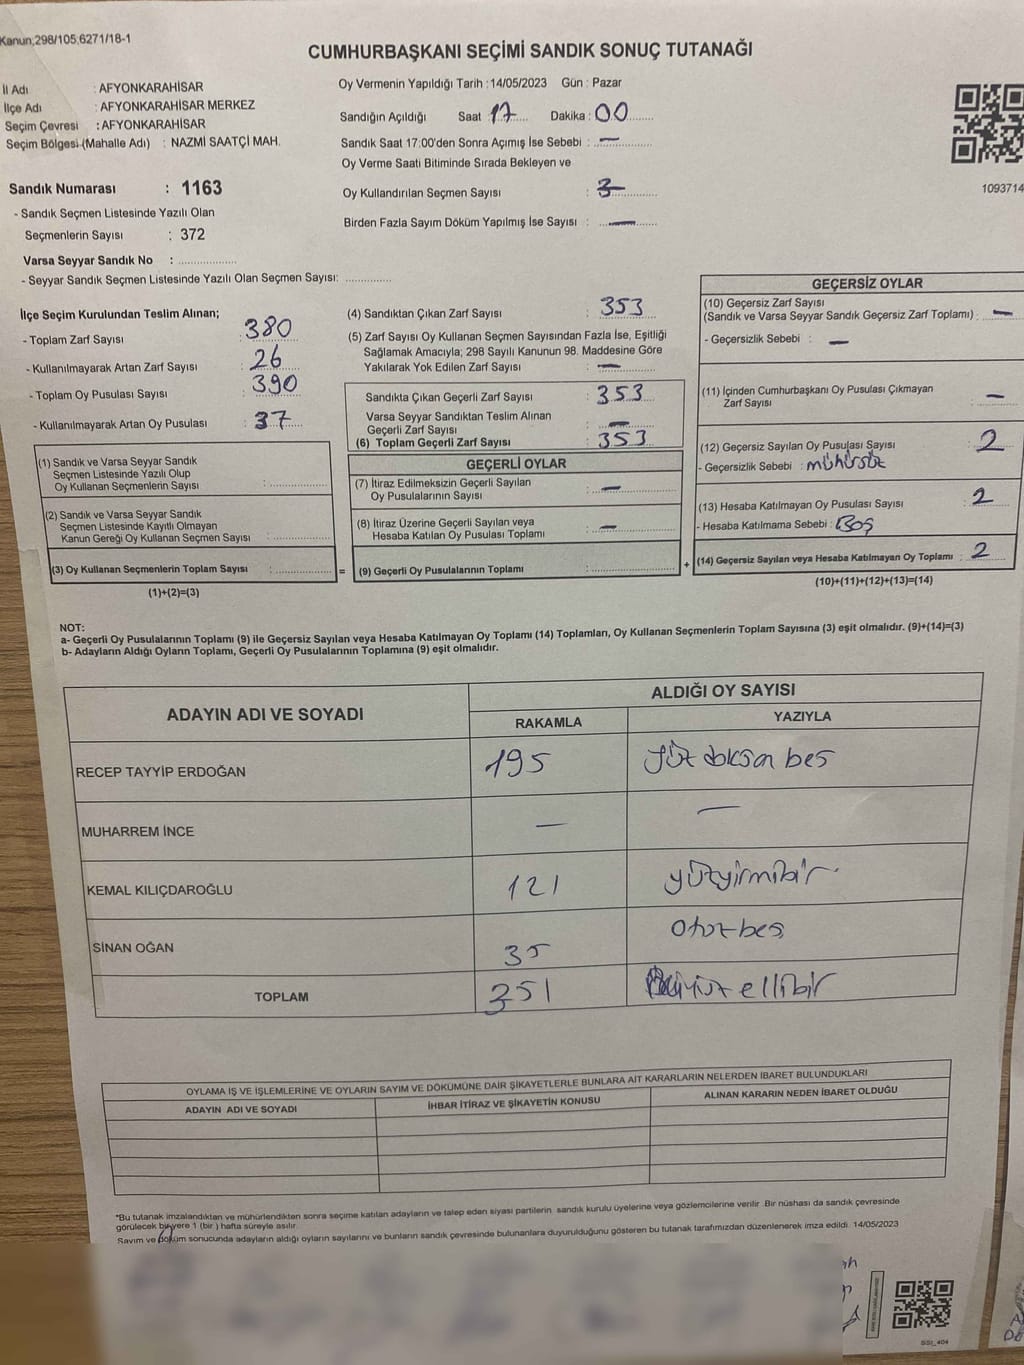 Kanun;298/105,6271/18-1
CUMHURBAŞKANI SEÇİMİ SANDIK SONUÇ TUTANAĞI
İl Adı : AFYONKARAHİSAR
İlçe Adı : AFYONKARAHİSAR MERKEZ
Seçim Çevresi : AFYONKARAHİSAR
Seçim Bölgesi (Mahalle Adı) : NAZMİ SAATÇİ MAH.
Sandık Numarası : 1163
- Sandık Seçmen Listesinde Yazılı Olan
Seçmenlerin Sayısı : 372
Varsa Seyyar Sandık No :
- Seyyar Sandık Seçmen Listesinde Yazılı Olan Seçmen Sayısı:
Oy Vermenin Yapıldığı Tarih : 14/05/2023 Gün : Pazar
Sandığın Açıldığı Saat 17 Dakika : 00
Sandık Saat 17:00'den Sonra Açımış İse Sebebi : —
Oy Verme Saati Bitiminde Sırada Bekleyen ve
Oy Kullandırılan Seçmen Sayısı : 3
Birden Fazla Sayım Döküm Yapılmış İse Sayısı : —
1093714
İlçe Seçim Kurulundan Teslim Alınan;
- Toplam Zarf Sayısı : 380
- Kullanılmayarak Artan Zarf Sayısı : 26
- Toplam Oy Pusulası Sayısı : 390
- Kullanılmayarak Artan Oy Pusulası : 37
(1) Sandık ve Varsa Seyyar Sandık
Seçmen Listesinde Yazılı Olup
Oy Kullanan Seçmenlerin Sayısı :
(2) Sandık ve Varsa Seyyar Sandık
Seçmen Listesinde Kayıtlı Olmayan
Kanun Gereği Oy Kullanan Seçmen Sayısı :
(3) Oy Kullanan Seçmenlerin Toplam Sayısı :
(1)+(2)=(3)
(4) Sandıktan Çıkan Zarf Sayısı : 353
(5) Zarf Sayısı Oy Kullanan Seçmen Sayısından Fazla İse, Eşitliği
Sağlamak Amacıyla; 298 Sayılı Kanunun 98. Maddesine Göre
Yakılarak Yok Edilen Zarf Sayısı : —
Sandıkta Çıkan Geçerli Zarf Sayısı : 353
Varsa Seyyar Sandıktan Teslim Alınan
Geçerli Zarf Sayısı : —
(6) Toplam Geçerli Zarf Sayısı : 353
GEÇERLİ OYLAR
(7) İtiraz Edilmeksizin Geçerli Sayılan
Oy Pusulalarının Sayısı : —
(8) İtiraz Üzerine Geçerli Sayılan veya
Hesaba Katılan Oy Pusulası Toplamı : —
= (9) Geçerli Oy Pusulalarının Toplamı :
GEÇERSİZ OYLAR
(10) Geçersiz Zarf Sayısı
(Sandık ve Varsa Seyyar Sandık Geçersiz Zarf Toplamı) : —
- Geçersizlik Sebebi : —
(11) İçinden Cumhurbaşkanı Oy Pusulası Çıkmayan
Zarf Sayısı : —
(12) Geçersiz Sayılan Oy Pusulası Sayısı : 2
- Geçersizlik Sebebi : mühürsüz
(13) Hesaba Katılmayan Oy Pusulası Sayısı : 2
- Hesaba Katılmama Sebebi : Boş
+ (14) Geçersiz Sayılan veya Hesaba Katılmayan Oy Toplamı : 2
(10)+(11)+(12)+(13)=(14)
NOT:
a- Geçerli Oy Pusulalarının Toplamı (9) ile Geçersiz Sayılan veya Hesaba Katılmayan Oy Toplamı (14) Toplamları, Oy Kullanan Seçmenlerin Toplam Sayısına (3) eşit olmalıdır. (9)+(14)=(3)
b- Adayların Aldığı Oyların Toplamı, Geçerli Oy Pusulalarının Toplamına (9) eşit olmalıdır.
ADAYIN ADI VE SOYADI
ALDIĞI OY SAYISI
RAKAMLA YAZIYLA
RECEP TAYYİP ERDOĞAN 195 yüz doksan beş
MUHARREM İNCE — —
KEMAL KILIÇDAROĞLU 121 yüzyirmibir
SİNAN OĞAN 35 otuzbeş
TOPLAM 351 ellibir
OYLAMA İŞ VE İŞLEMLERİNE VE OYLARIN SAYIM VE DÖKÜMÜNE DAİR ŞİKAYETLERLE BUNLARA AİT KARARLARIN NELERDEN İBARET BULUNDUKLARI
ADAYIN ADI VE SOYADI İHBAR İTİRAZ VE ŞİKAYETİN KONUSU ALINAN KARARIN NEDEN İBARET OLDUĞU
*Bu tutanak imzalandıktan ve mühürlendikten sonra seçime katılan adayların ve talep eden siyasi partilerin sandık kurulu üyelerine veya gözlemcilerine verilir. Bir nüshası da sandık çevresinde
görülecek bir yere 1 (bir ) hafta süreyle asılır.
Sayım ve döküm sonucunda adayların aldığı oyların sayılarını ve bunların sandık çevresinde bulunanlara duyurulduğunu gösteren bu tutanak tarafımızdan düzenlenerek imza edildi. 14/05/2023
SSI_404